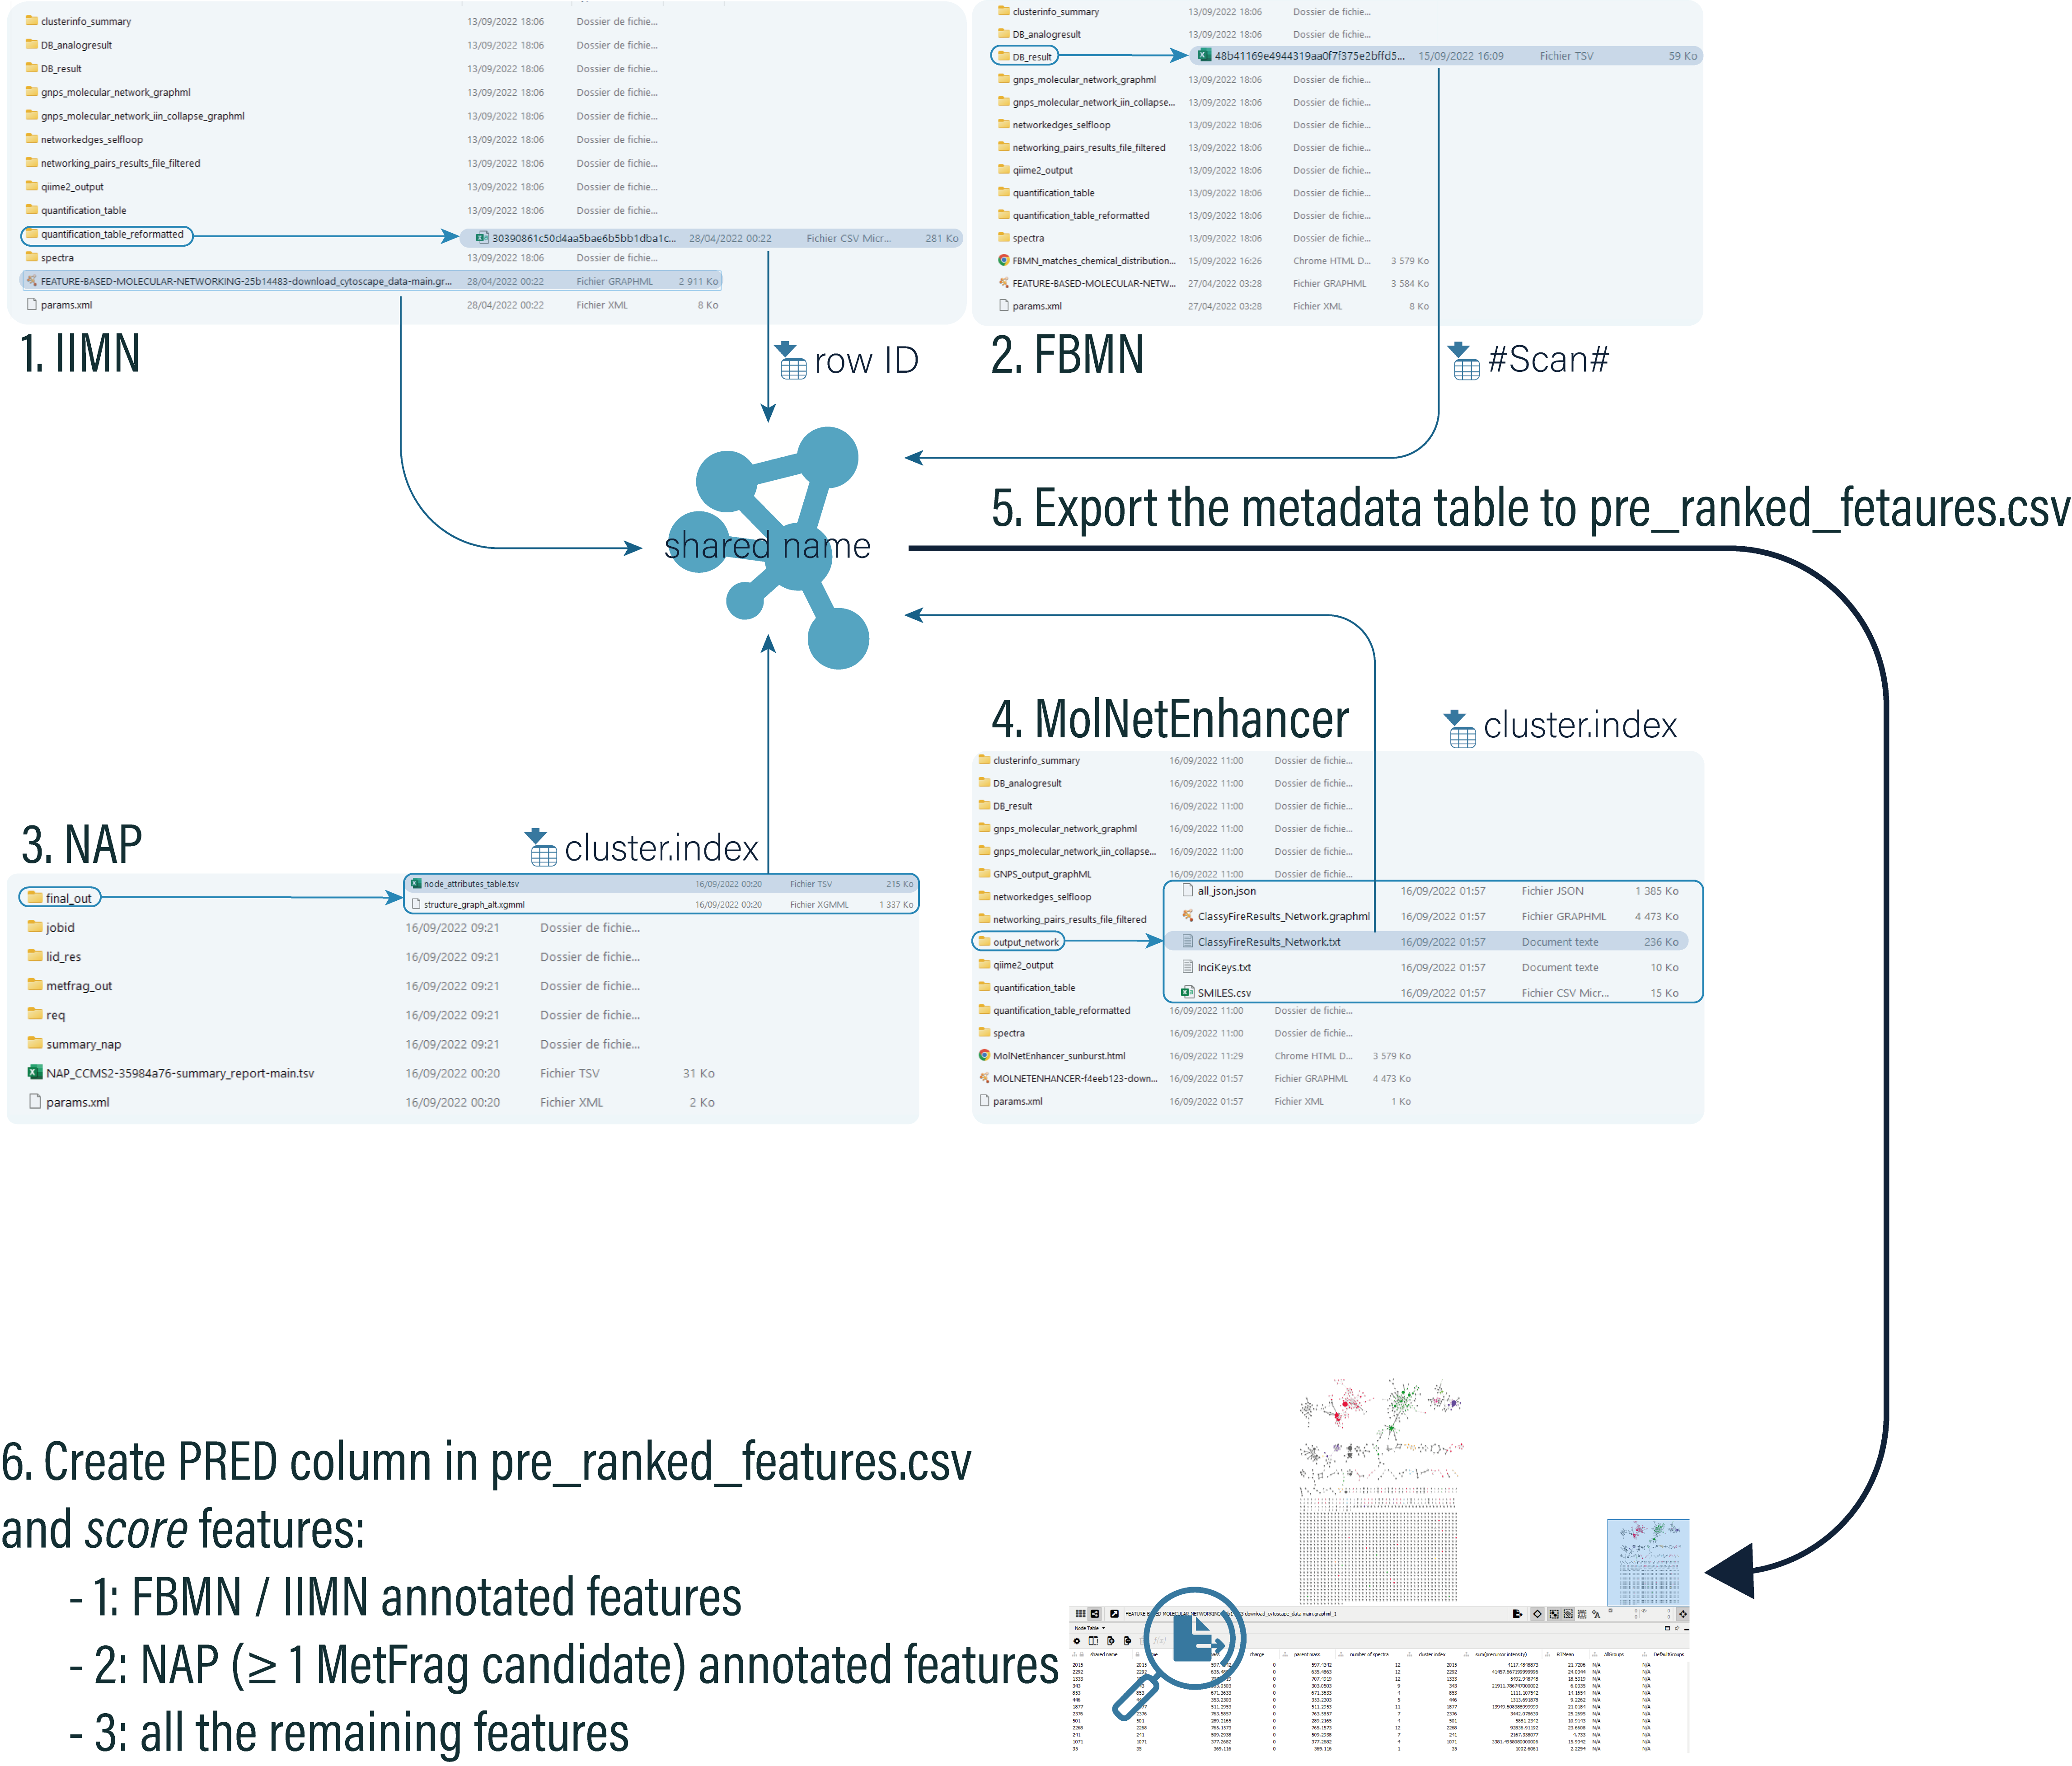 clusterinfo_summary 13/09/2022 18:06 Dossier de fichie...
DB_analogresult 13/09/2022 18:06 Dossier de fichie...
DB_result 13/09/2022 18:06 Dossier de fichie...
gnps_molecular_network_graphml 13/09/2022 18:06 Dossier de fichie...
gnps_molecular_network_iin_collapse_graphml 13/09/2022 18:06 Dossier de fichie...
networkedges_selfloop 13/09/2022 18:06 Dossier de fichie...
networking_pairs_results_file_filtered 13/09/2022 18:06 Dossier de fichie...
qiime2_output 13/09/2022 18:06 Dossier de fichie...
quantification_table 13/09/2022 18:06 Dossier de fichie...
quantification_table_reformatted 30390861c50d4aa5bae6b5bb1dba1c... 28/04/2022 00:22 Fichier CSV Micr... 281 Ko
spectra 13/09/2022 18:06 Dossier de fichie...
FEATURE-BASED-MOLECULAR-NETWORKING-25b14483-download_cytoscape_data-main.gr... 28/04/2022 00:22 Fichier GRAPHML 2 911 Ko
params.xml 28/04/2022 00:22 Fichier XML 8 Ko
1. IIMN
row ID
clusterinfo_summary 13/09/2022 18:06 Dossier de fichie...
DB_analogresult 13/09/2022 18:06 Dossier de fichie...
DB_result 48b41169e4944319aa0f7f375e2bffd5... 15/09/2022 16:09 Fichier TSV 59 Ko
gnps_molecular_network_graphml 13/09/2022 18:06 Dossier de fichie...
gnps_molecular_network_iin_collapse... 13/09/2022 18:06 Dossier de fichie...
networkedges_selfloop 13/09/2022 18:06 Dossier de fichie...
networking_pairs_results_file_filtered 13/09/2022 18:06 Dossier de fichie...
qiime2_output 13/09/2022 18:06 Dossier de fichie...
quantification_table 13/09/2022 18:06 Dossier de fichie...
quantification_table_reformatted 13/09/2022 18:06 Dossier de fichie...
spectra 13/09/2022 18:06 Dossier de fichie...
FBMN_matches_chemical_distribution... 15/09/2022 16:26 Chrome HTML D... 3 579 Ko
FEATURE-BASED-MOLECULAR-NETW... 27/04/2022 03:28 Fichier GRAPHML 3 584 Ko
params.xml 27/04/2022 03:28 Fichier XML 8 Ko
2. FBMN
#Scan#
shared name
5. Export the metadata table to pre_ranked_fetaures.csv
3. NAP
cluster.index
final_out
node_attributes_table.tsv 16/09/2022 00:20 Fichier TSV 215 Ko
structure_graph_alt.xgmml 16/09/2022 00:20 Fichier XGMML 1 337 Ko
jobid 16/09/2022 09:21 Dossier de fichie...
lid_res 16/09/2022 09:21 Dossier de fichie...
metfrag_out 16/09/2022 09:21 Dossier de fichie...
req 16/09/2022 09:21 Dossier de fichie...
summary_nap 16/09/2022 09:21 Dossier de fichie...
NAP_CCMS2-35984a76-summary_report-main.tsv 16/09/2022 00:20 Fichier TSV 31 Ko
params.xml 16/09/2022 00:20 Fichier XML 2 Ko
4. MolNetEnhancer
cluster.index
clusterinfo_summary 16/09/2022 11:00 Dossier de fichie...
DB_analogresult 16/09/2022 11:00 Dossier de fichie...
DB_result 16/09/2022 11:00 Dossier de fichie...
gnps_molecular_network_graphml 16/09/2022 11:00 Dossier de fichie...
gnps_molecular_network_iin_collapse... 16/09/2022 11:00 Dossier de fichie...
GNPS_output_graphML 16/09/2022 11:00 Dossier de fichie...
networkedges_selfloop
networking_pairs_results_file_filtered
output_network
qiime2_output
quantification_table
all_json.json 16/09/2022 01:57 Fichier JSON 1 385 Ko
ClassyFireResults_Network.graphml 16/09/2022 01:57 Fichier GRAPHML 4 473 Ko
ClassyFireResults_Network.txt 16/09/2022 01:57 Document texte 236 Ko
InciKeys.txt 16/09/2022 01:57 Document texte 10 Ko
SMILES.csv 16/09/2022 01:57 Fichier CSV Micr... 15 Ko
quantification_table_reformatted 16/09/2022 11:00 Dossier de fichie...
spectra 16/09/2022 11:00 Dossier de fichie...
MolNetEnhancer_sunburst.html 16/09/2022 11:29 Chrome HTML D... 3 579 Ko
MOLNETENHANCER-f4eeb123-down... 16/09/2022 01:57 Fichier GRAPHML 4 473 Ko
params.xml 16/09/2022 01:57 Fichier XML 1 Ko
6. Create PRED column in pre_ranked_features.csv
and score features:
- 1: FBMN / IIMN annotated features
- 2: NAP (≥ 1 MetFrag candidate) annotated features
- 3: all the remaining features
Node Table
shared name parent mass number of spectra cluster index sum(precursor intensity) RTMean AllGroups DefaultGroups